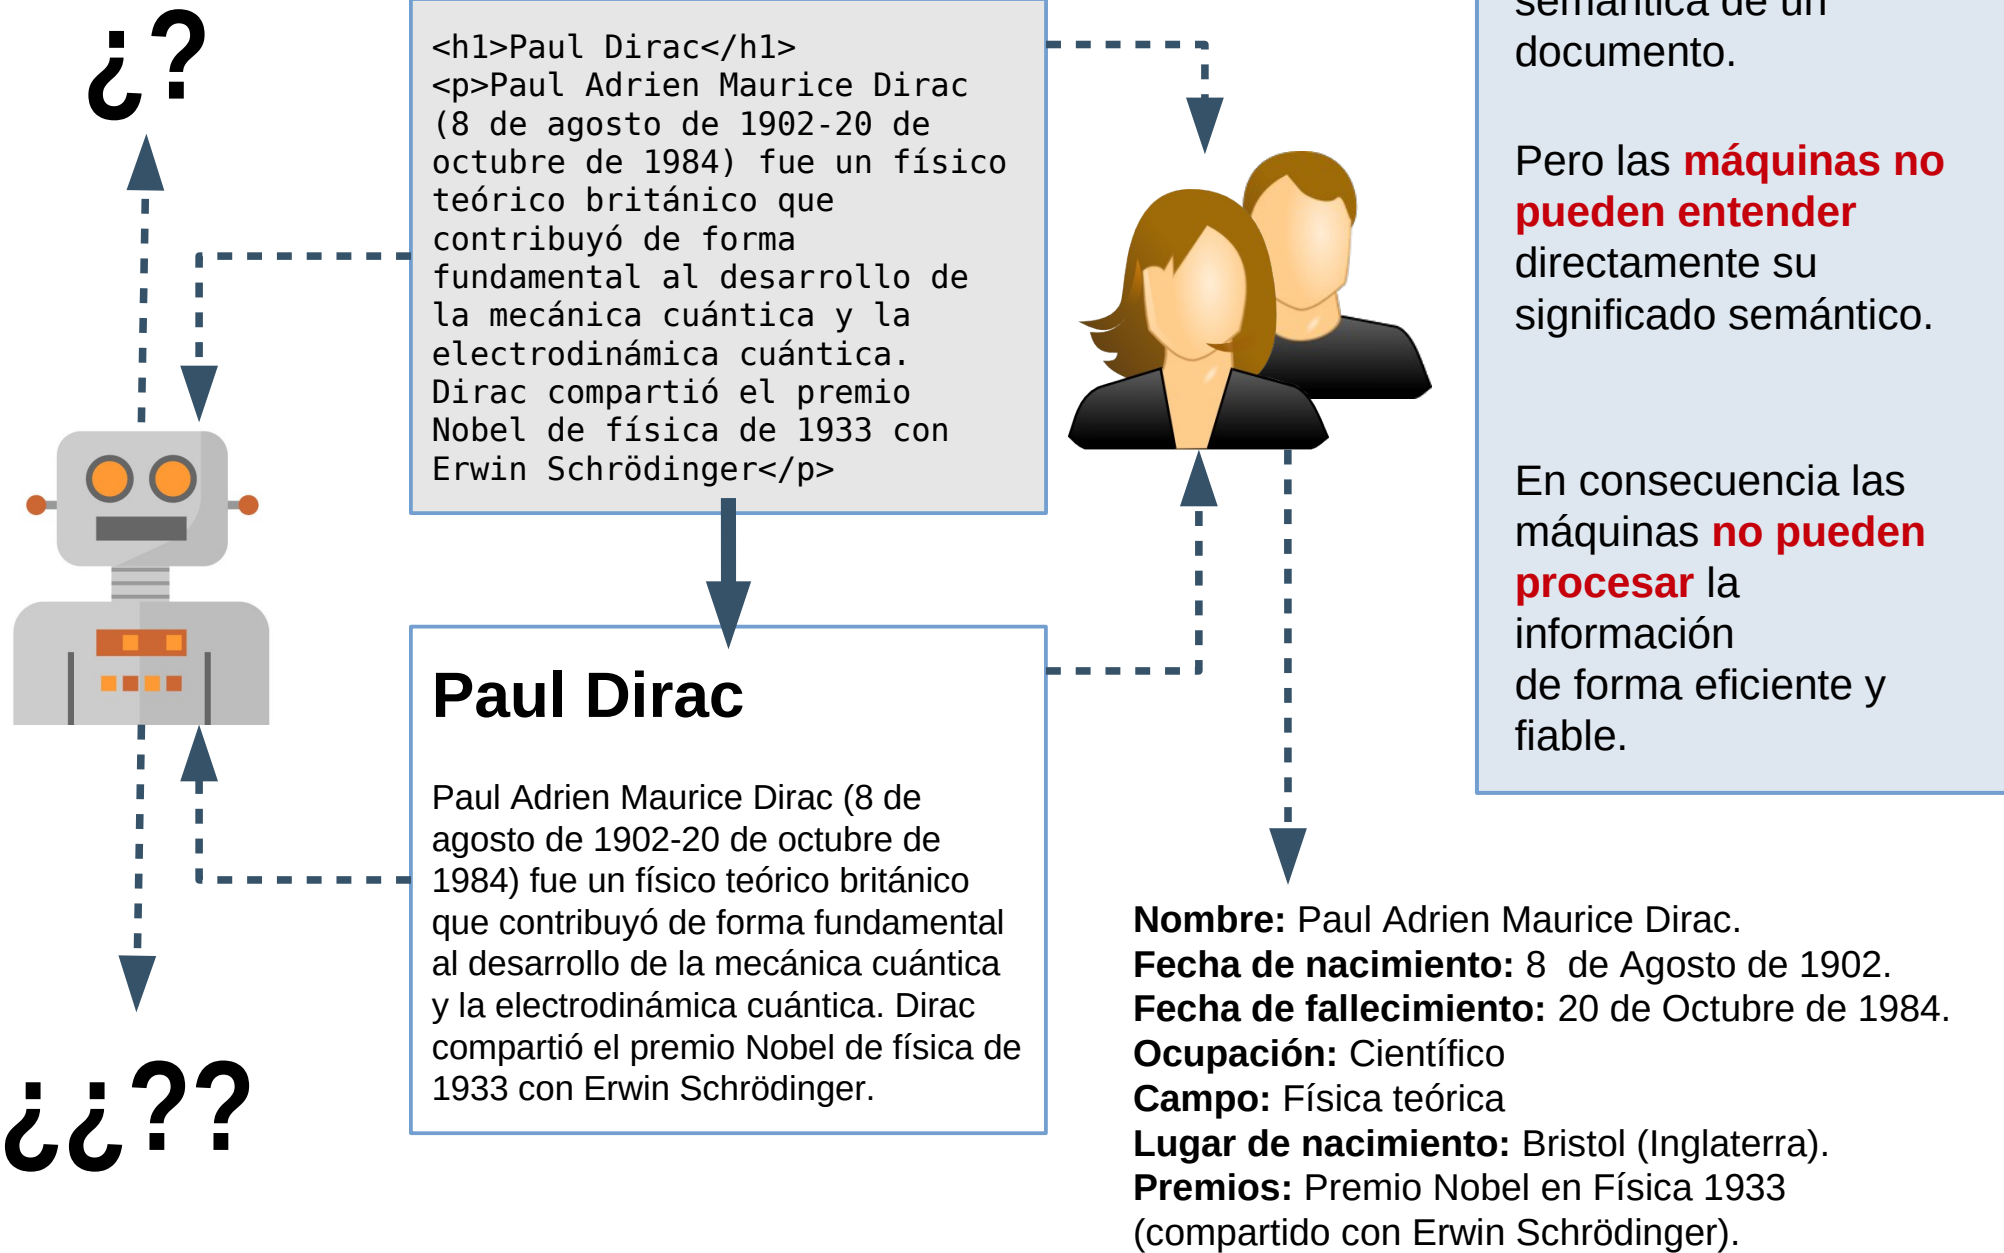 ¿?
<h1>Paul Dirac</h1>
<p>Paul Adrien Maurice Dirac
(8 de agosto de 1902-20 de
octubre de 1984) fue un físico
teórico británico que
contribuyó de forma
fundamental al desarrollo de
la mecánica cuántica y la
electrodinámica cuántica.
Dirac compartió el premio
Nobel de física de 1933 con
Erwin Schrödinger</p>
semántica de un
documento.
Pero las máquinas no
pueden entender
directamente su
significado semántico.
En consecuencia las
máquinas no pueden
procesar la
información
de forma eficiente y
fiable.
Paul Dirac
Paul Adrien Maurice Dirac (8 de
agosto de 1902-20 de octubre de
1984) fue un físico teórico británico
que contribuyó de forma fundamental
al desarrollo de la mecánica cuántica
y la electrodinámica cuántica. Dirac
compartió el premio Nobel de física de
1933 con Erwin Schrödinger.
¿¿??
Nombre: Paul Adrien Maurice Dirac.
Fecha de nacimiento: 8  de Agosto de 1902.
Fecha de fallecimiento: 20 de Octubre de 1984.
Ocupación: Científico
Campo: Física teórica
Lugar de nacimiento: Bristol (Inglaterra).
Premios: Premio Nobel en Física 1933
(compartido con Erwin Schrödinger).